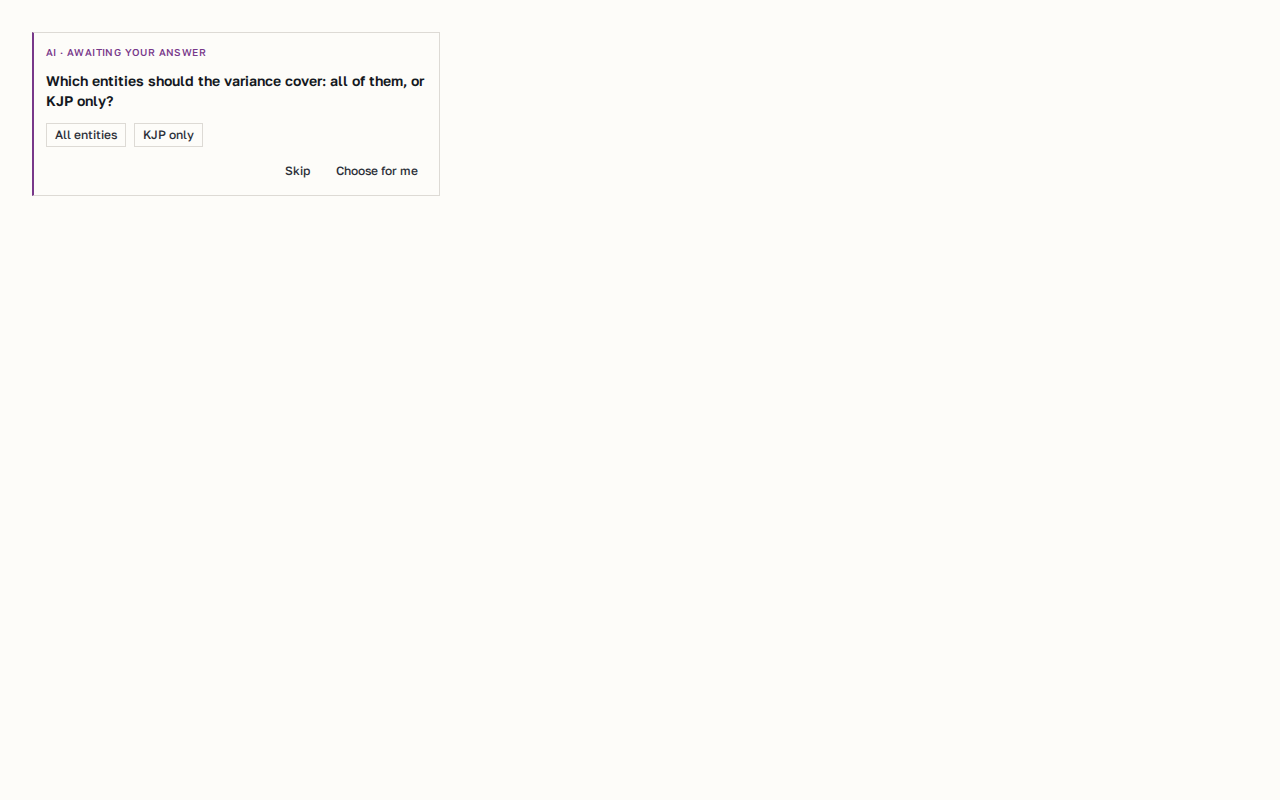 AI · AWAITING YOUR ANSWER
Which entities should the variance cover: all of them, or
KJP only?
All entities KJP only
Skip Choose for me